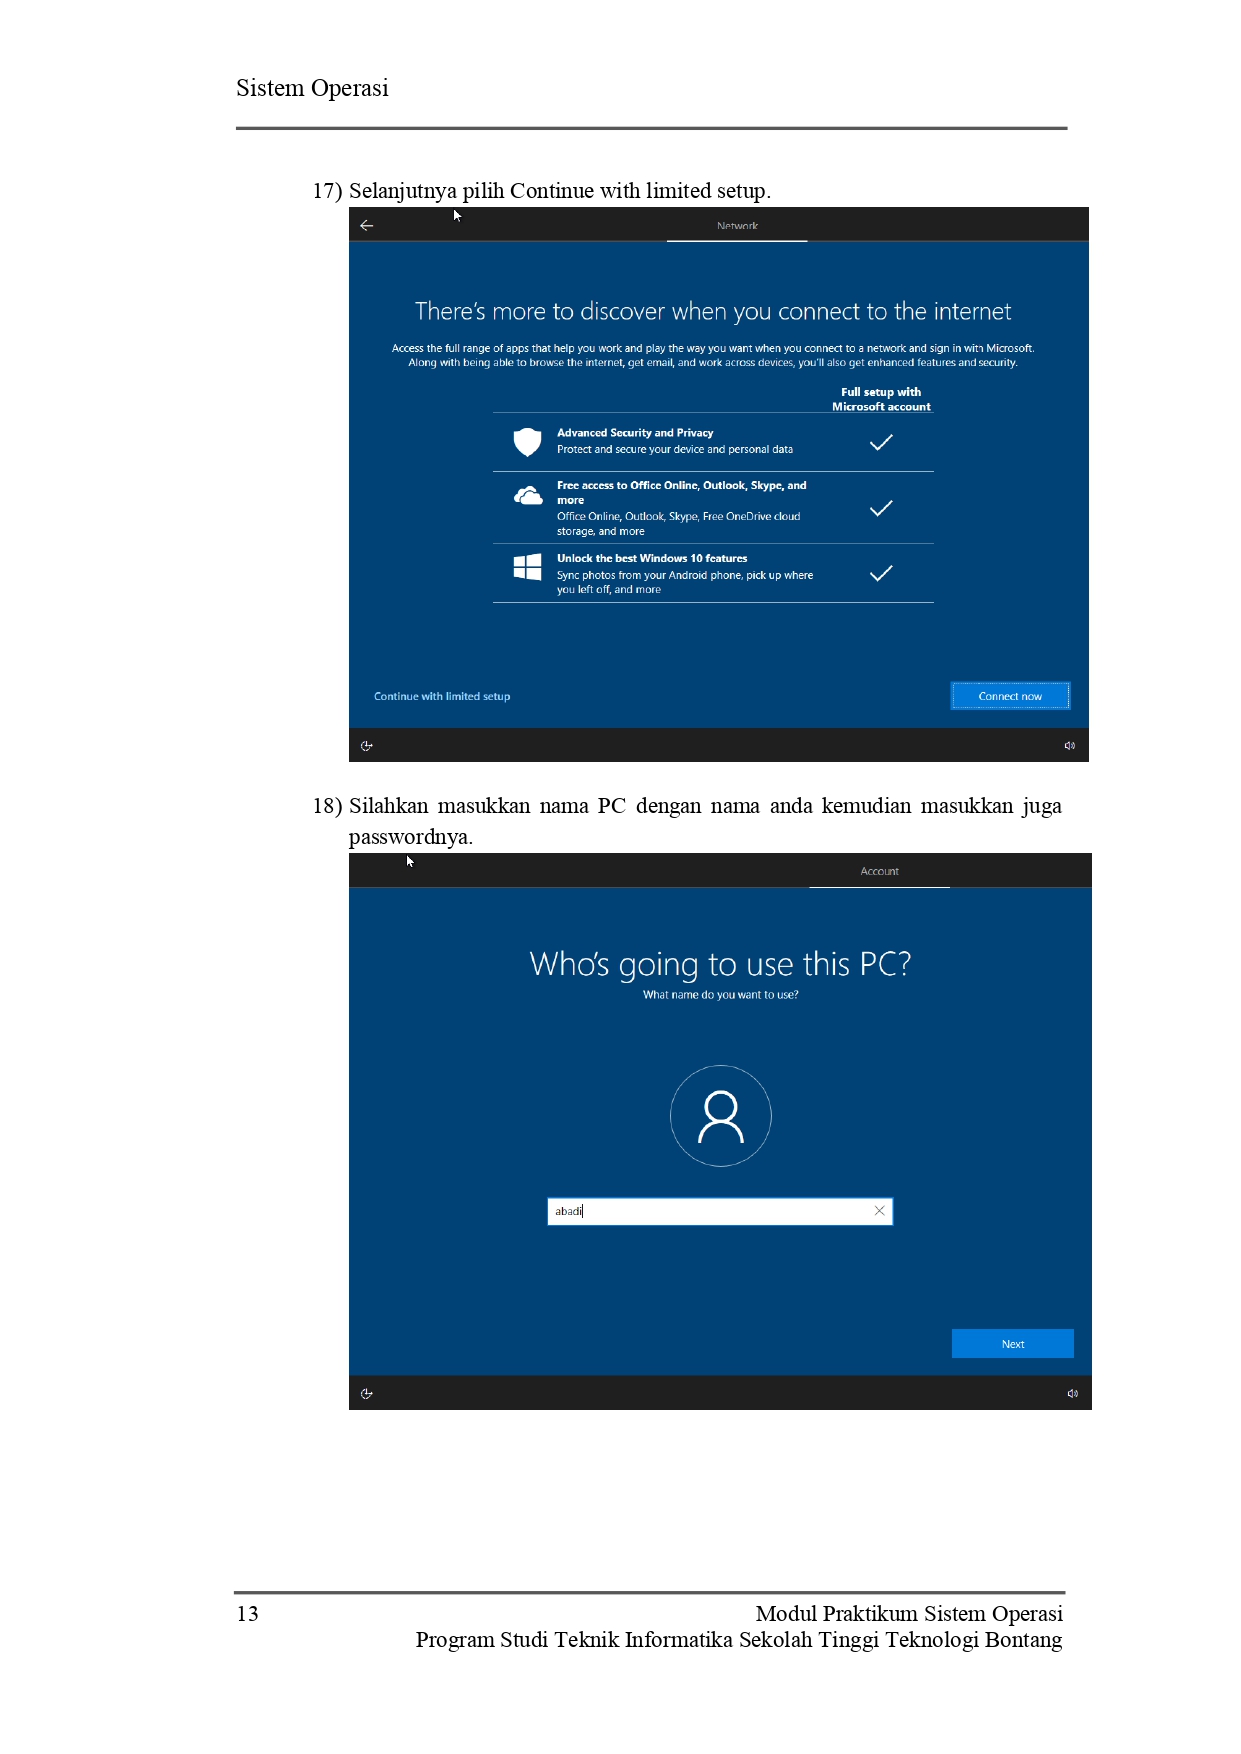 Sistem Operasi
17) Selanjutnya pilih Continue with limited setup.
Network
There's more to discover when you connect to the internet
Access the full range of apps that help you work and play the way you want when you connect to a network and sign in with Microsoft.
Along with being able to browse the internet, get email, and work across devices, you'll also get enhanced features and security.
Full setup with
Microsoft account
Advanced Security and Privacy
Protect and secure your device and personal data
Free access to Office Online, Outlook, Skype, and
more
Office Online, Outlook, Skype, Free OneDrive cloud
storage, and more
Unlock the best Windows 10 features
Sync photos from your Android phone, pick up where
you left off, and more
Continue with limited setup
Connect now
18) Silahkan masukkan nama PC dengan nama anda kemudian masukkan juga
passwordnya.
Account
Who's going to use this PC?
What name do you want to use?
abadi
Next
13
Modul Praktikum Sistem Operasi
Program Studi Teknik Informatika Sekolah Tinggi Teknologi Bontang